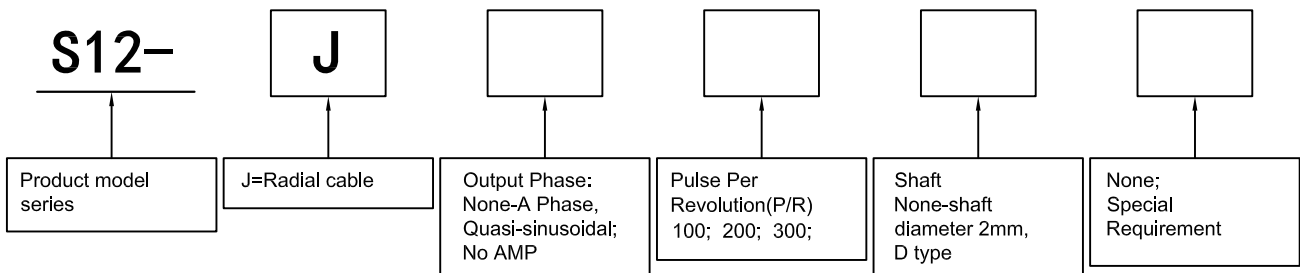 S12-
J
Product model
series
J=Radial cable
Output Phase:
None-A Phase,
Quasi-sinusoidal;
No AMP
Pulse Per
Revolution(P/R)
100; 200; 300;
Shaft
None-shaft
diameter 2mm,
D type
None;
Special
Requirement